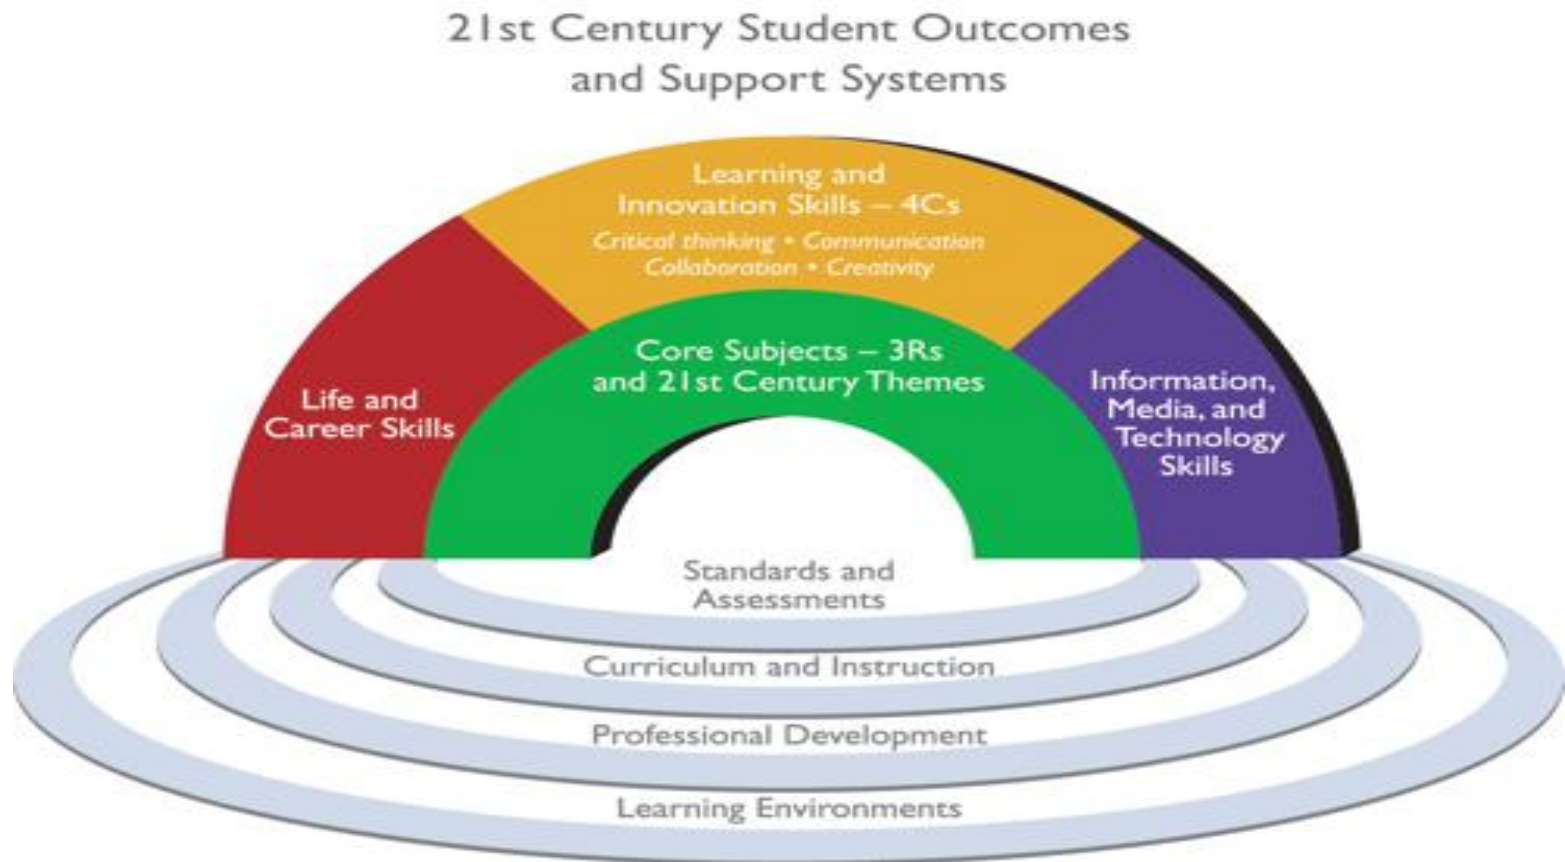 21st Century Student Outcomes
and Support Systems
Learning and
Innovation Skills – 4Cs
Critical thinking • Communication
Collaboration • Creativity
Core Subjects – 3Rs
and 21st Century Themes
Life and
Career Skills
Information,
Media, and
Technology
Skills
Standards and
Assessments
Curriculum and Instruction
Professional Development
Learning Environments